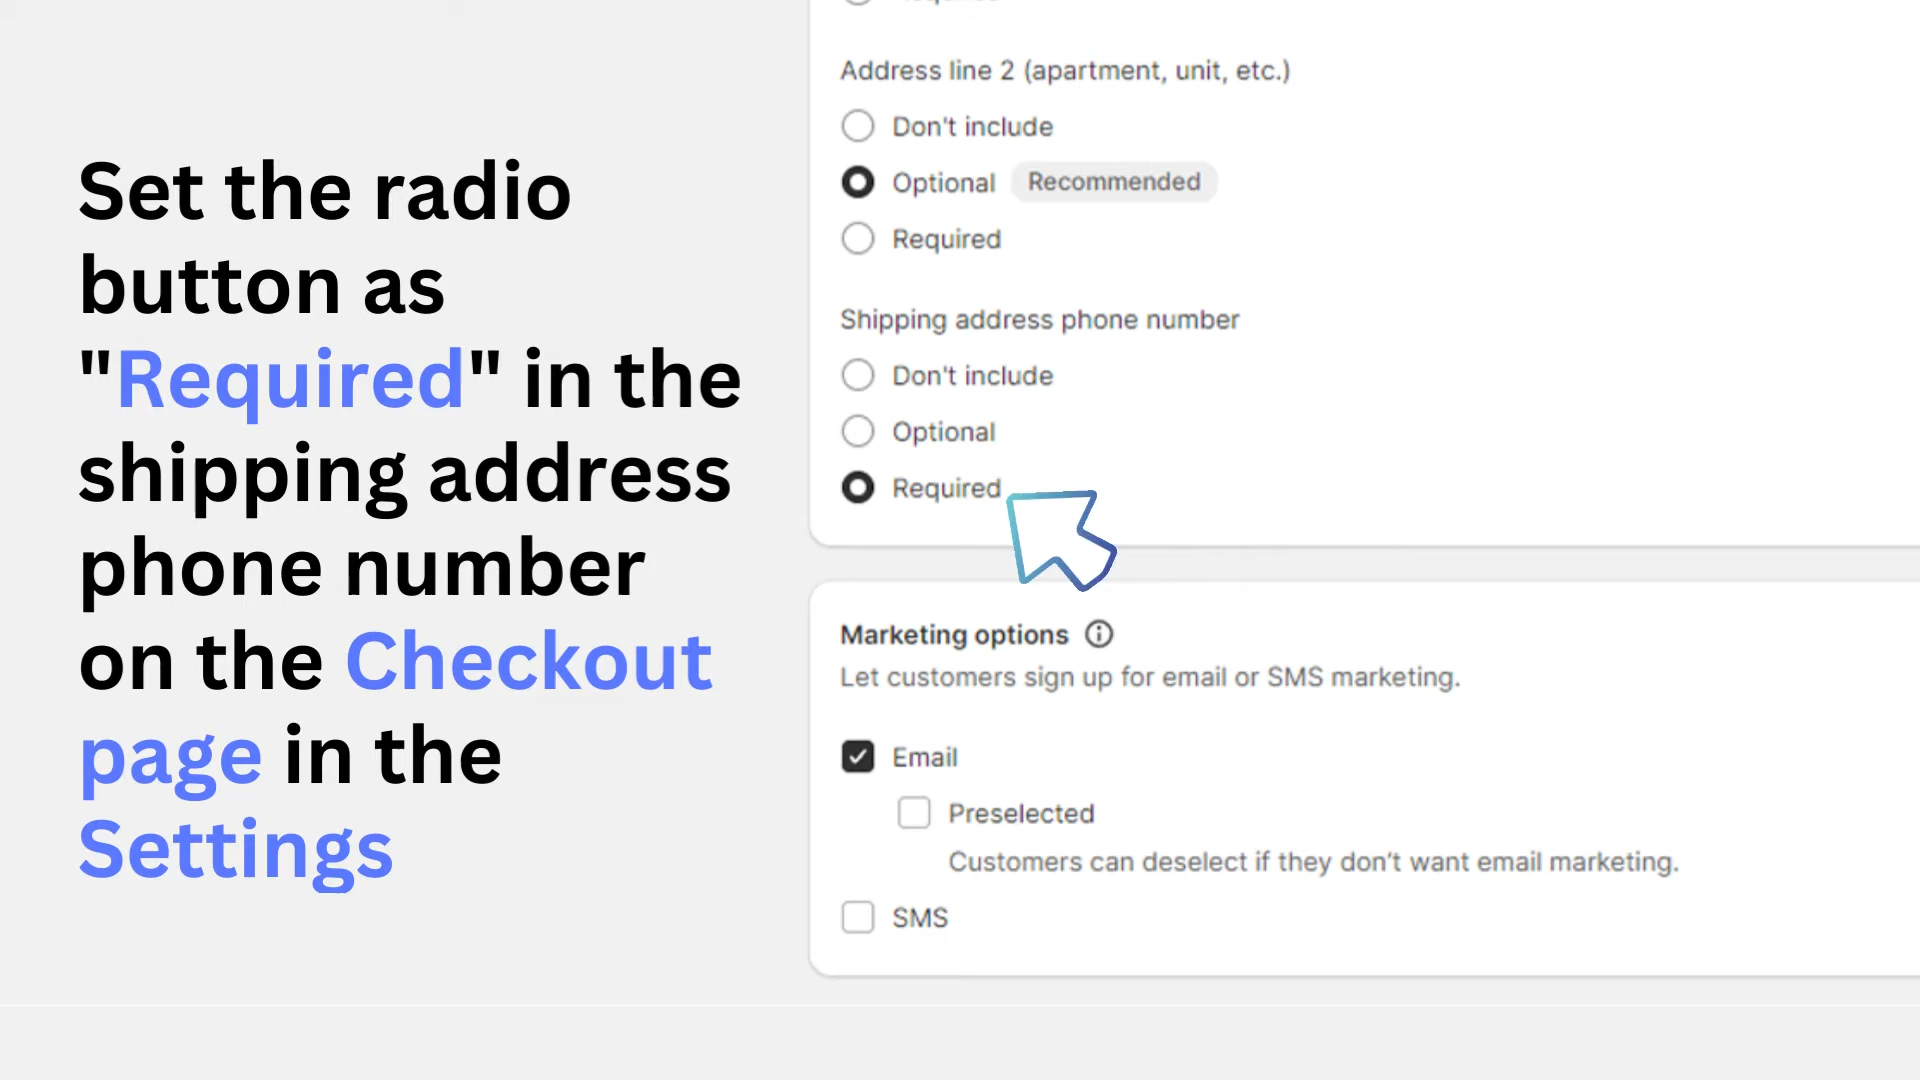 Set the radio
button as
"Required" in the
shipping address
phone number
on the Checkout
page in the
Settings
Address line 2 (apartment, unit, etc.)
Don't include
Optional Recommended
Required
Shipping address phone number
Don't include
Optional
Required
Marketing options
Let customers sign up for email or SMS marketing.
Email
Preselected
Customers can deselect if they don’t want email marketing.
SMS